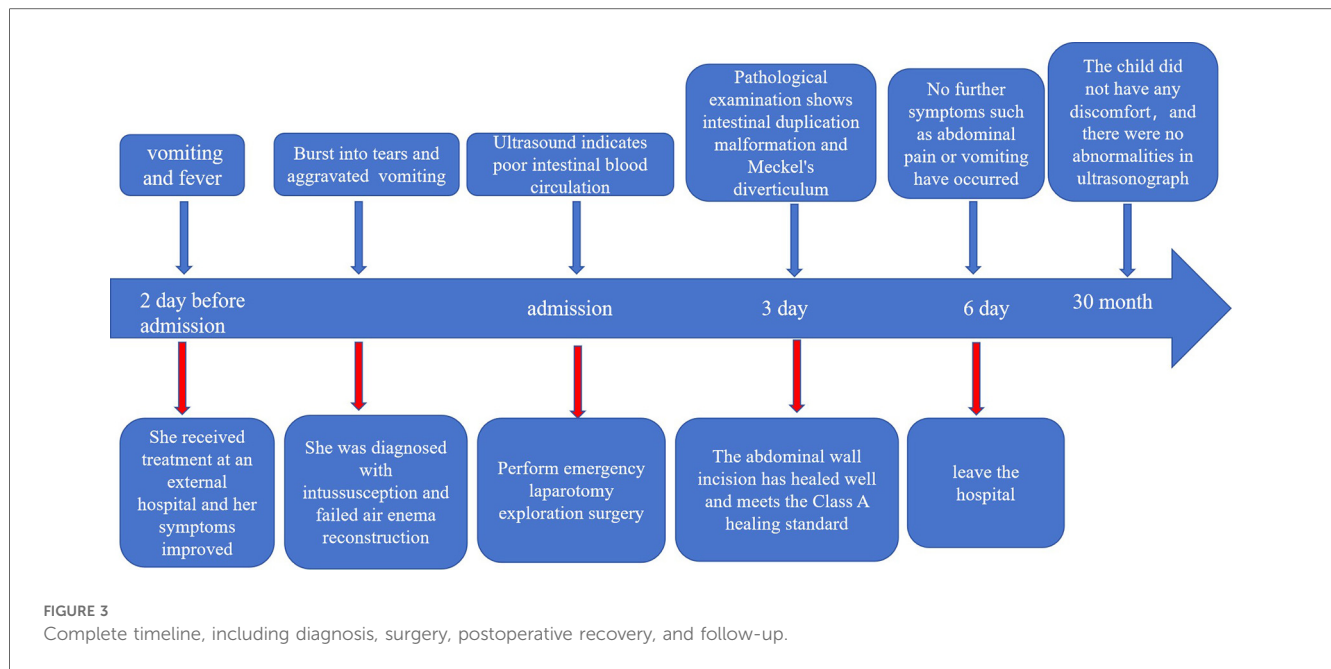 vomiting
and fever
Burst into tears and
aggravated vomiting
Ultrasound indicates
poor intestinal blood
circulation
Pathological
examination shows
intestinal duplication
malformation and
Meckel's
diverticulum
No further
symptoms such
as abdominal
pain or vomiting
have occurred
The child did
not have any
discomfort，and
there were no
abnormalities in
ultrasonograph
2 day before
admission
admission
3 day
6 day
30 month
She received
treatment at an
external
hospital and her
symptoms
improved
She was diagnosed
with
intussusception and
failed air enema
reconstruction
Perform emergency
laparotomy
exploration surgery
The abdominal wall
incision has healed well
and meets the Class A
healing standard
leave the
hospital
FIGURE 3
Complete timeline, including diagnosis, surgery, postoperative recovery, and follow-up.